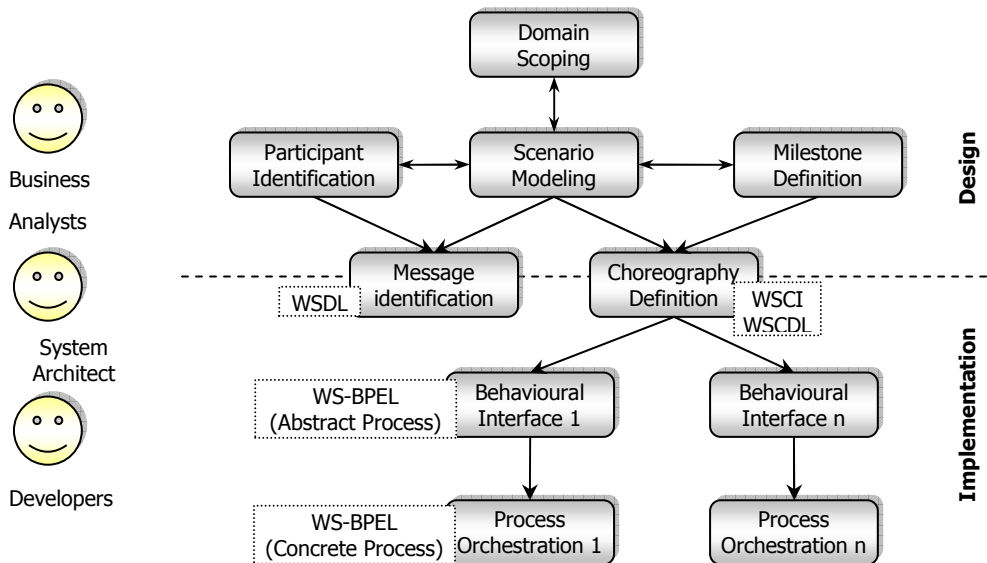 Domain
Scoping
Business
Analysts
Participant
Identification
Scenario
Modeling
Milestone
Definition
Design
Message
identification
WSDL
Choreography
Definition
WSCI
WSCDL
System
Architect
WS-BPEL
(Abstract Process)
Behavioural
Interface 1
Behavioural
Interface n
Implementation
Developers
WS-BPEL
(Concrete Process)
Process
Orchestration 1
Process
Orchestration n